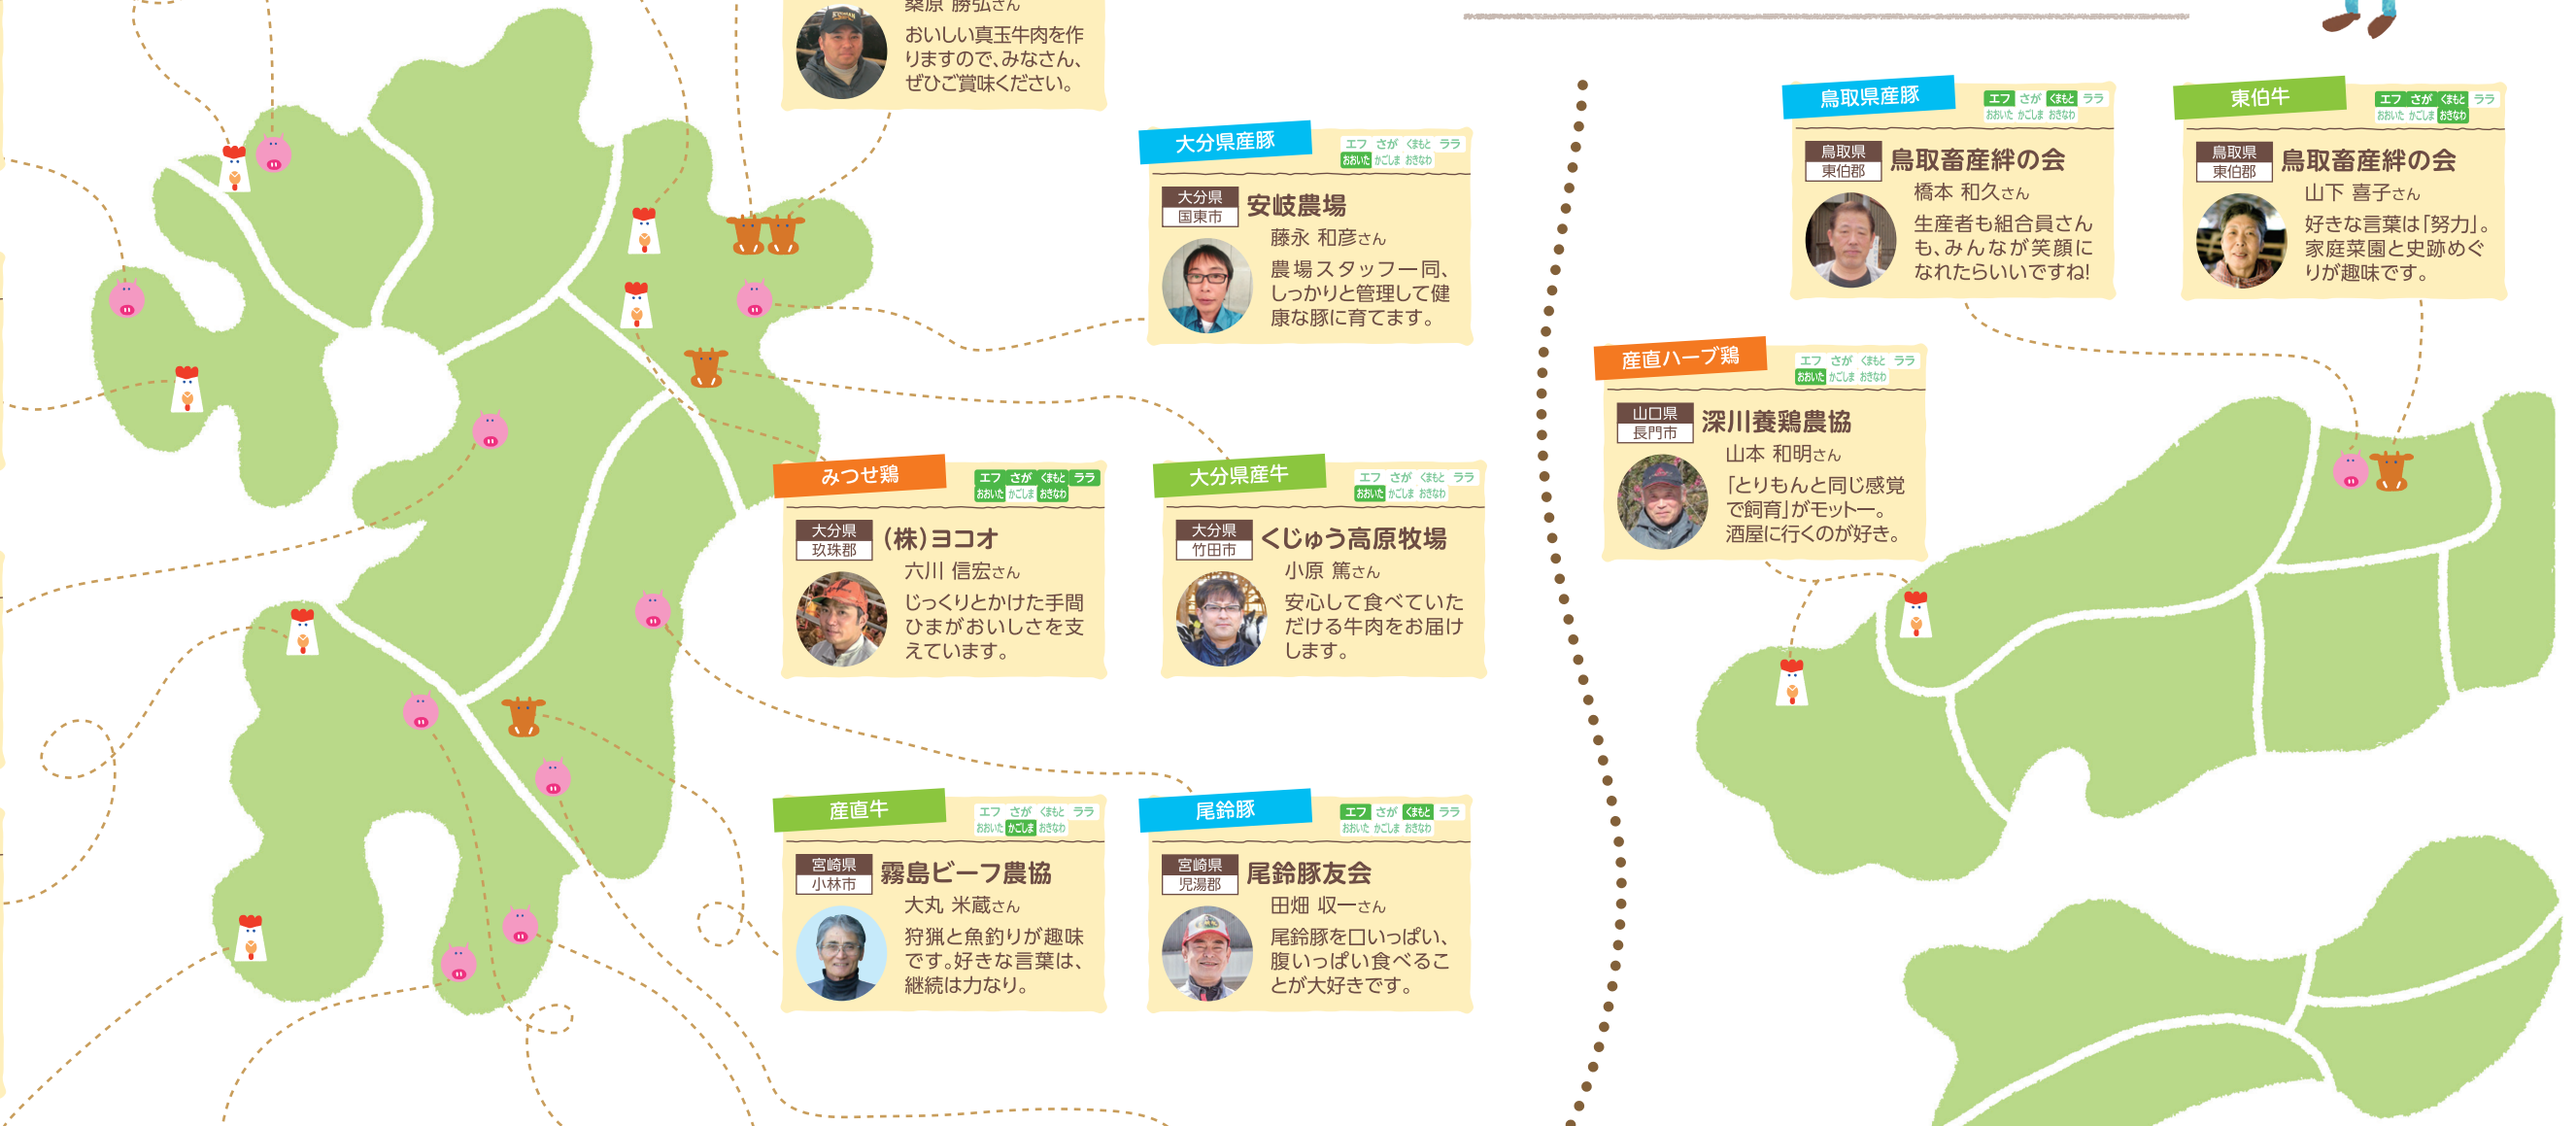 桑原 勝弘さん
おいしい真玉牛肉を作
りますので、みなさん、
ぜひご賞味ください。
大分県産豚
エフ さが くまもと ララ
おおいた かごしま おきなわ
大分県
国東市
安岐農場
藤永 和彦さん
農場スタッフ一同、
しっかりと管理して健
康な豚に育てます。
鳥取県産豚
エフ さが くまもと ララ
おおいた かごしま おきなわ
鳥取県
東伯郡
鳥取畜産絆の会
橋本 和久さん
生産者も組合員さん
も、みんなが笑顔に
なれたらいいですね!
東伯牛
エフ さが くまもと ララ
おおいた かごしま おきなわ
鳥取県
東伯郡
鳥取畜産絆の会
山下 喜子さん
好きな言葉は「努力」。
家庭菜園と史跡めぐ
りが趣味です。
産直ハーブ鶏
エフ さが くまもと ララ
おおいた かごしま おきなわ
山口県
長門市
深川養鶏農協
山本 和明さん
「とりもんと同じ感覚
で飼育」がモットー。
酒屋に行くのが好き。
みつせ鶏
エフ さが くまもと ララ
おおいた かごしま おきなわ
大分県
玖珠郡
(株)ヨコオ
六川 信宏さん
じっくりとかけた手間
ひまがおいしさを支
えています。
大分県産牛
エフ さが くまもと ララ
おおいた かごしま おきなわ
大分県
竹田市
くじゅう高原牧場
小原 篤さん
安心して食べていた
だける牛肉をお届け
します。
産直牛
エフ さが くまもと ララ
おおいた かごしま おきなわ
宮崎県
小林市
霧島ビーフ農協
大丸 米蔵さん
狩猟と魚釣りが趣味
です。好きな言葉は、
継続は力なり。
尾鈴豚
エフ さが くまもと ララ
おおいた かごしま おきなわ
宮崎県
児湯郡
尾鈴豚友会
田畑 収一さん
尾鈴豚を口いっぱい、
腹いっぱい食べるこ
とが大好きです。